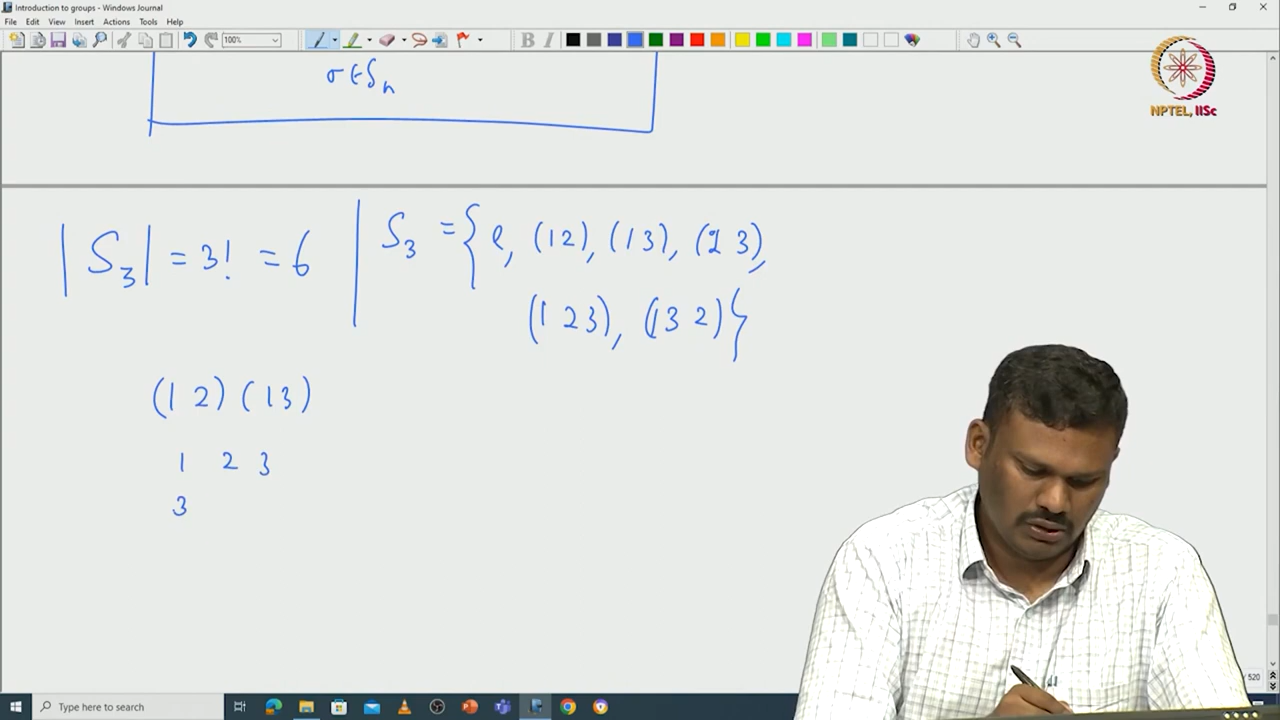 Introduction to groups - Windows Journal
File Edit View Insert Actions Tools Help
100% B I
NPTEL, IISc
σ ∈ Sₙ
|S₃| = 3! = 6 | S₃ = {e, (1 2), (1 3), (2 3),
(1 2 3), (1 3 2)}
(1 2) (1 3)
1 2 3
3
520
Type here to search